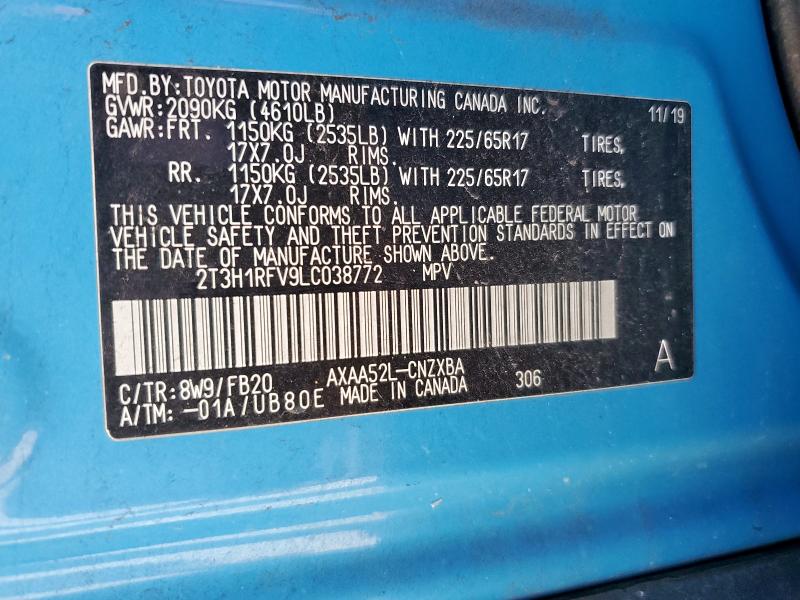 MFD. BY: TOYOTA MOTOR MANUFACTURING CANADA INC. 11/19
GVWR: 2090KG (4610LB)
GAWR: FRT. 1150KG (2535LB) WITH 225/65R17 TIRES,
17X7.0J RIMS.
RR. 1150KG (2535LB) WITH 225/65R17 TIRES,
17X7.0J RIMS.
THIS VEHICLE CONFORMS TO ALL APPLICABLE FEDERAL MOTOR
VEHICLE SAFETY AND THEFT PREVENTION STANDARDS IN EFFECT ON
THE DATE OF MANUFACTURE SHOWN ABOVE.
2T3H1RFV9LC038772 MPV
C/TR: 8W9/FB20 AXAA52L-CNZXBA A
A/TM: -01A/UB80E MADE IN CANADA 306